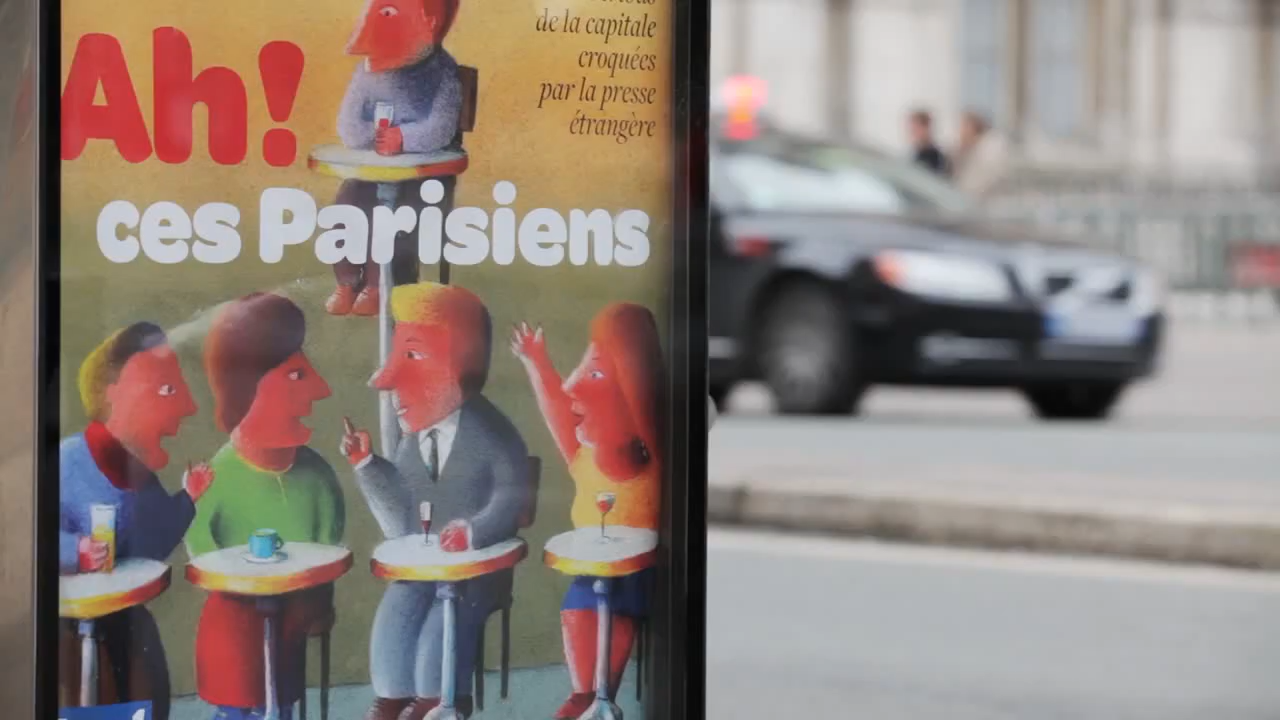 de la capitale
croquées
par la presse
étrangère
Ah!
ces Parisiens